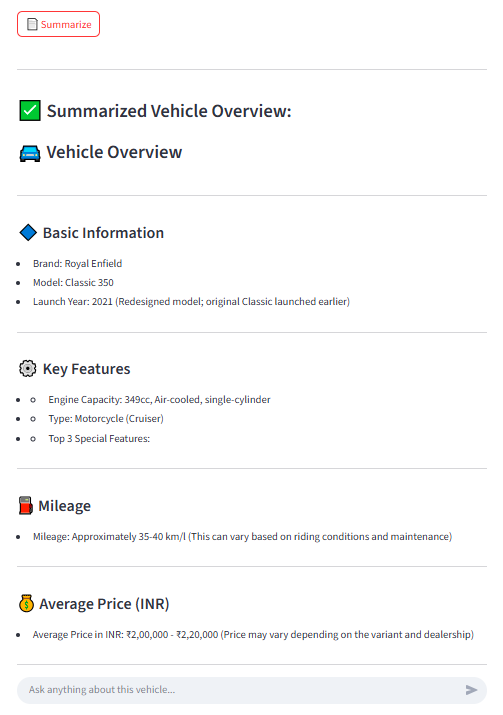 Summarize
Summarized Vehicle Overview:
Vehicle Overview
Basic Information
Brand: Royal Enfield
Model: Classic 350
Launch Year: 2021 (Redesigned model; original Classic launched earlier)
Key Features
Engine Capacity: 349cc, Air-cooled, single-cylinder
Type: Motorcycle (Cruiser)
Top 3 Special Features:
Mileage
Mileage: Approximately 35-40 km/l (This can vary based on riding conditions and maintenance)
Average Price (INR)
Average Price in INR: ₹2,00,000 - ₹2,20,000 (Price may vary depending on the variant and dealership)
Ask anything about this vehicle...